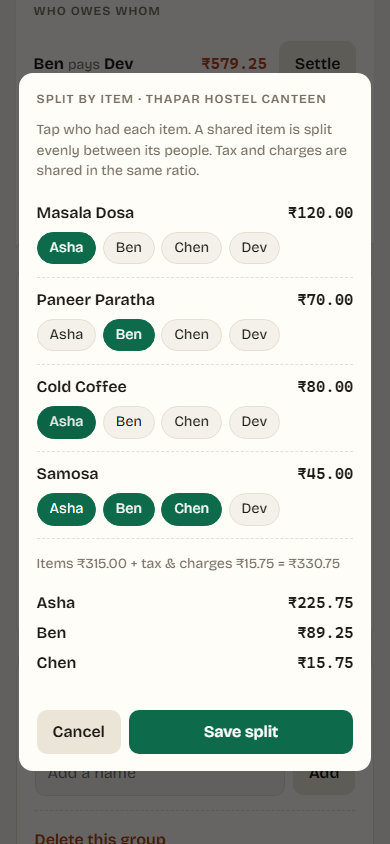 WHO OWES WHOM
Ben pays Dev ₹579.25 Settle
SPLIT BY ITEM · THAPAR HOSTEL CANTEEN
Tap who had each item. A shared item is split
evenly between its people. Tax and charges are
shared in the same ratio.
Masala Dosa ₹120.00
Asha Ben Chen Dev
Paneer Paratha ₹70.00
Asha Ben Chen Dev
Cold Coffee ₹80.00
Asha Ben Chen Dev
Samosa ₹45.00
Asha Ben Chen Dev
Items ₹315.00 + tax & charges ₹15.75 = ₹330.75
Asha ₹225.75
Ben ₹89.25
Chen ₹15.75
Cancel Save split
Add a name Add
Delete this group